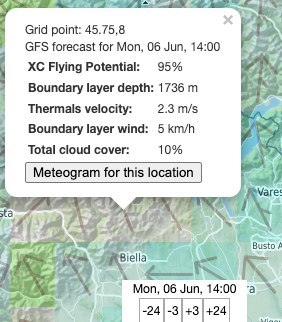 ×
Grid point: 45.75,8
GFS forecast for Mon, 06 Jun, 14:00
XC Flying Potential: 95%
Boundary layer depth: 1736 m
Thermals velocity: 2.3 m/s
Boundary layer wind: 5 km/h
Total cloud cover: 10%
Meteogram for this location
Vares
sta
Busto A
Biella
Mon, 06 Jun, 14:00
ra
-24 -3 +3 +24